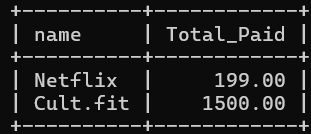 +----------+------------+
| name     | Total_Paid |
+----------+------------+
| Netflix  |     199.00 |
| Cult.fit |    1500.00 |
+----------+------------+